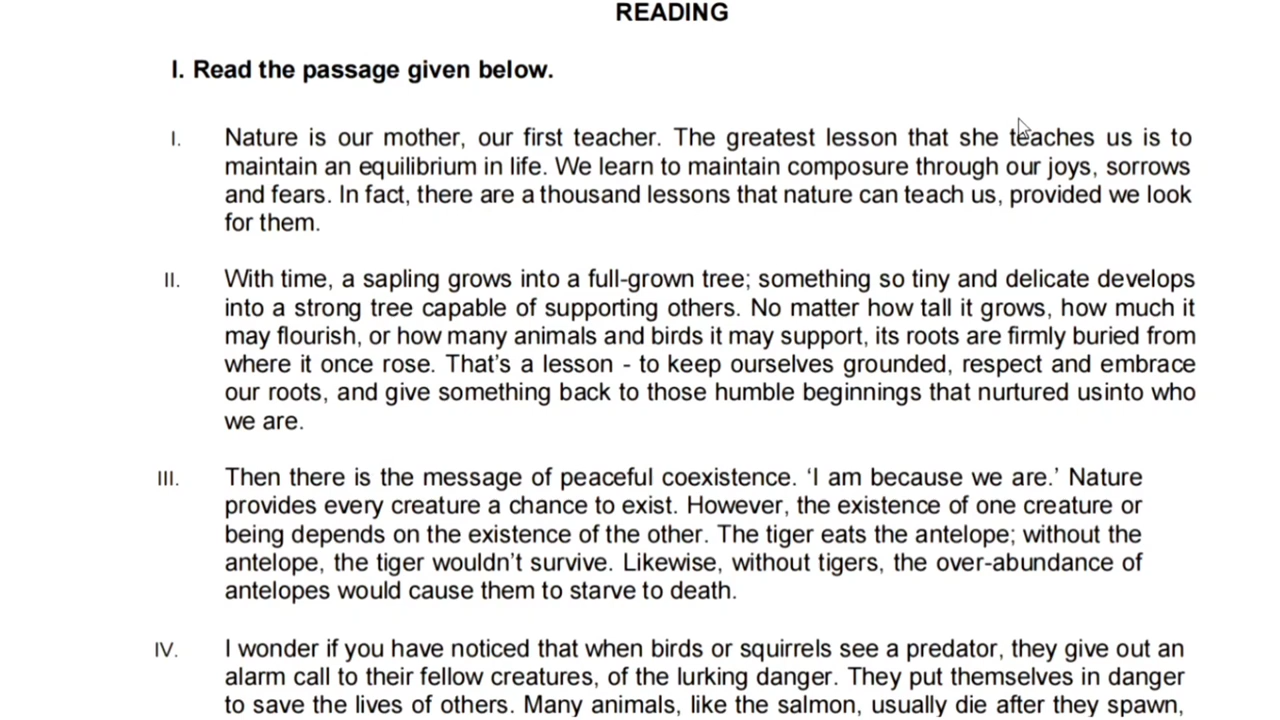 READING
I. Read the passage given below.
I. Nature is our mother, our first teacher. The greatest lesson that she teaches us is to
maintain an equilibrium in life. We learn to maintain composure through our joys, sorrows
and fears. In fact, there are a thousand lessons that nature can teach us, provided we look
for them.
II. With time, a sapling grows into a full-grown tree; something so tiny and delicate develops
into a strong tree capable of supporting others. No matter how tall it grows, how much it
may flourish, or how many animals and birds it may support, its roots are firmly buried from
where it once rose. That’s a lesson - to keep ourselves grounded, respect and embrace
our roots, and give something back to those humble beginnings that nurtured usinto who
we are.
III. Then there is the message of peaceful coexistence. ‘I am because we are.’ Nature
provides every creature a chance to exist. However, the existence of one creature or
being depends on the existence of the other. The tiger eats the antelope; without the
antelope, the tiger wouldn’t survive. Likewise, without tigers, the over-abundance of
antelopes would cause them to starve to death.
IV. I wonder if you have noticed that when birds or squirrels see a predator, they give out an
alarm call to their fellow creatures, of the lurking danger. They put themselves in danger
to save the lives of others. Many animals, like the salmon, usually die after they spawn,